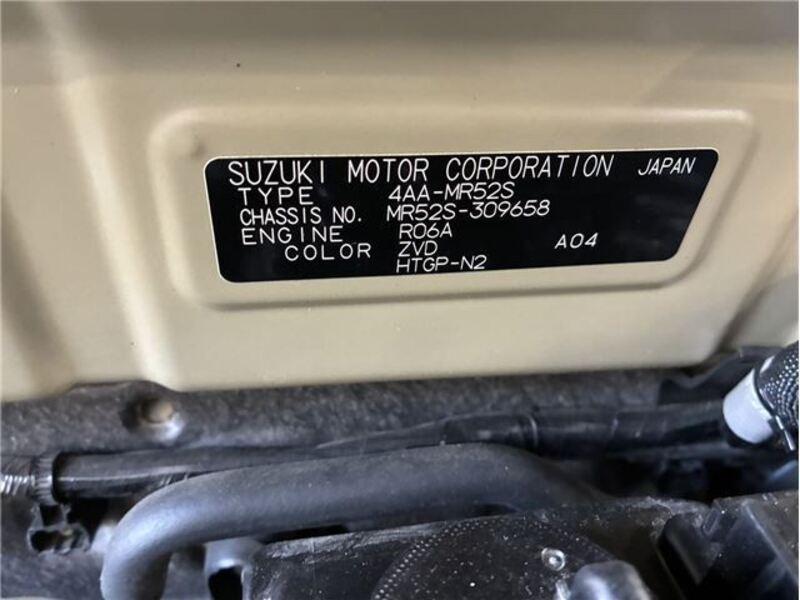 SUZUKI MOTOR CORPORATION JAPAN
TYPE 4AA-MR52S
CHASSIS NO. MR52S-309658
ENGINE R06A
COLOR ZVD A04
HTGP-N2